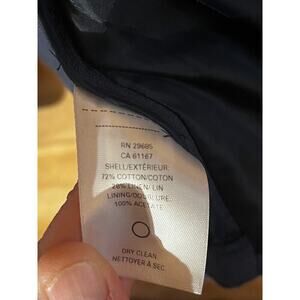 RN 29685
CA 61167
SHELL/EXTÉRIEUR:
72% COTTON/COTON
28% LINEN/ LIN
LINING/DOUBLURE:
100% ACETATE
DRY CLEAN
NETTOYER À SEC